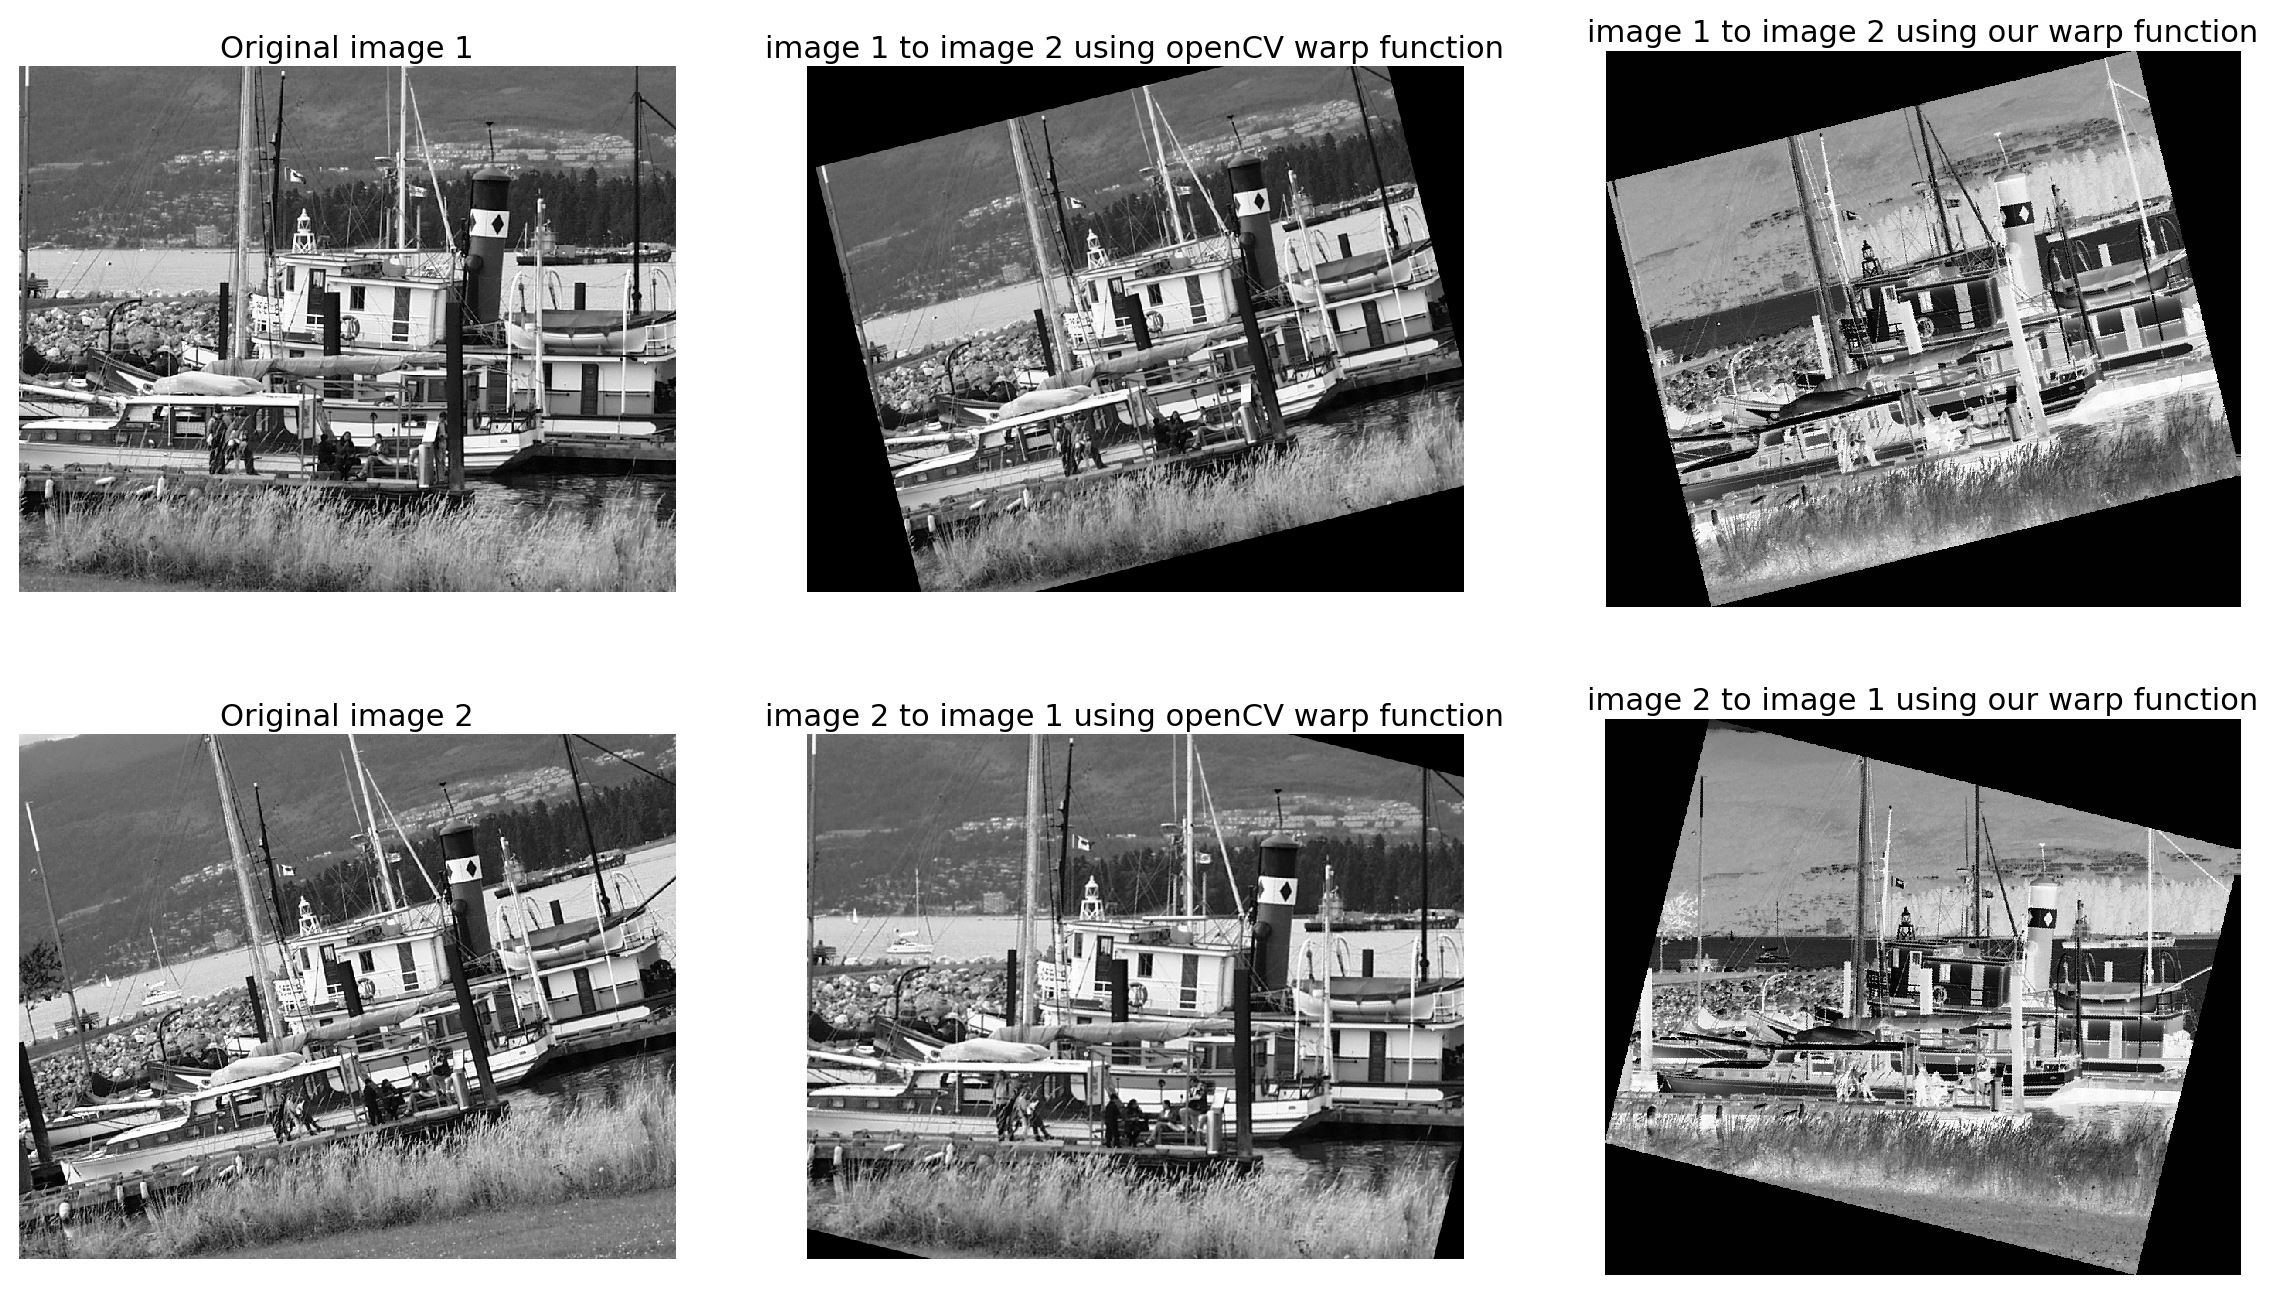 Original image 1
image 1 to image 2 using openCV warp function
image 1 to image 2 using our warp function
Original image 2
image 2 to image 1 using openCV warp function
image 2 to image 1 using our warp function